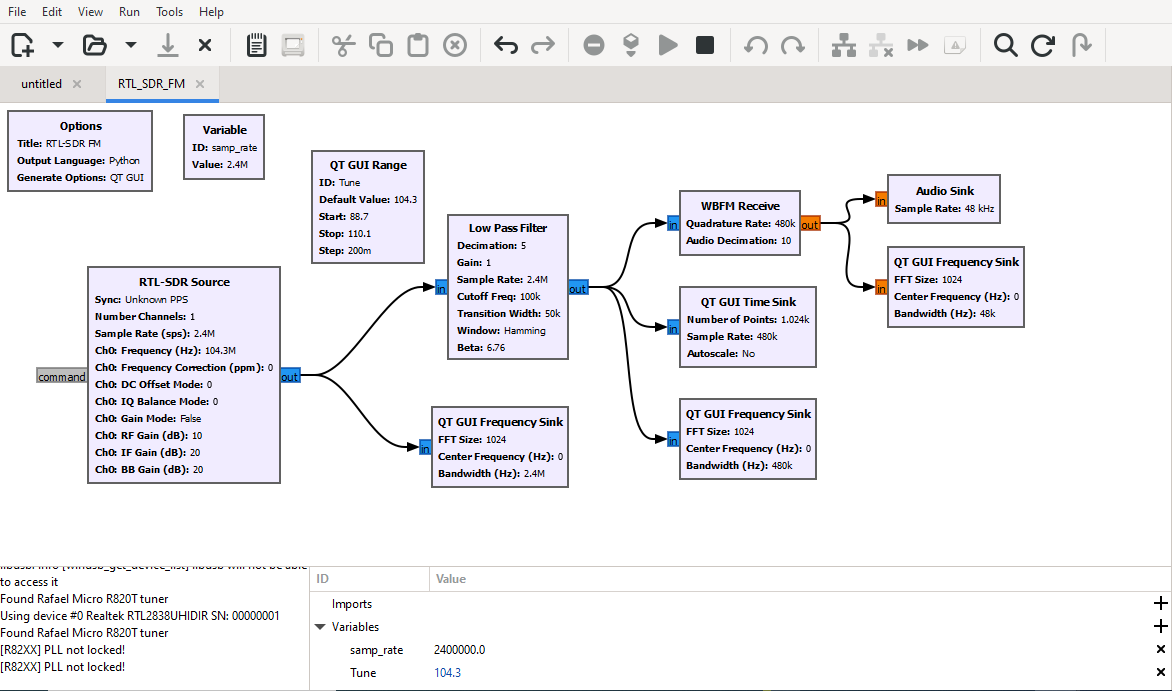 File Edit View Run Tools Help
untitled
RTL_SDR_FM
Options
Title: RTL-SDR FM
Output Language: Python
Generate Options: QT GUI
Variable
ID: samp_rate
Value: 2.4M
QT GUI Range
ID: Tune
Default Value: 104.3
Start: 88.7
Stop: 110.1
Step: 200m
RTL-SDR Source
Sync: Unknown PPS
Number Channels: 1
Sample Rate (sps): 2.4M
Ch0: Frequency (Hz): 104.3M
Ch0: Frequency Correction (ppm): 0
Ch0: DC Offset Mode: 0
Ch0: IQ Balance Mode: 0
Ch0: Gain Mode: False
Ch0: RF Gain (dB): 10
Ch0: IF Gain (dB): 20
Ch0: BB Gain (dB): 20
command
out
in
Low Pass Filter
Decimation: 5
Gain: 1
Sample Rate: 2.4M
Cutoff Freq: 100k
Transition Width: 50k
Window: Hamming
Beta: 6.76
out
in
QT GUI Frequency Sink
FFT Size: 1024
Center Frequency (Hz): 0
Bandwidth (Hz): 2.4M
in
WBFM Receive
Quadrature Rate: 480k
Audio Decimation: 10
out
in
QT GUI Time Sink
Number of Points: 1.024k
Sample Rate: 480k
Autoscale: No
in
QT GUI Frequency Sink
FFT Size: 1024
Center Frequency (Hz): 0
Bandwidth (Hz): 480k
in
Audio Sink
Sample Rate: 48 kHz
in
QT GUI Frequency Sink
FFT Size: 1024
Center Frequency (Hz): 0
Bandwidth (Hz): 48k
libusb: info [winusb_get_device_list] libusb will not be able
to access it
Found Rafael Micro R820T tuner
Using device #0 Realtek RTL2838UHIDIR SN: 00000001
Found Rafael Micro R820T tuner
[R82XX] PLL not locked!
[R82XX] PLL not locked!
ID Value
Imports
Variables
samp_rate 2400000.0
Tune 104.3